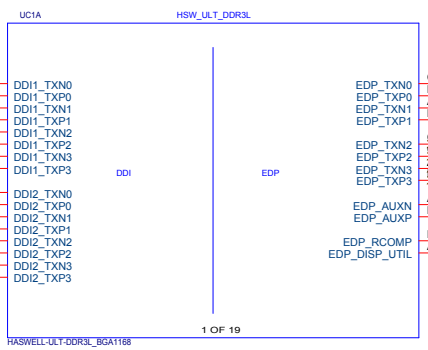 UC1A
HSW_ULT_DDR3L
DDI1_TXN0
DDI1_TXP0
DDI1_TXN1
DDI1_TXP1
DDI1_TXN2
DDI1_TXP2
DDI1_TXN3
DDI1_TXP3
DDI2_TXN0
DDI2_TXP0
DDI2_TXN1
DDI2_TXP1
DDI2_TXN2
DDI2_TXP2
DDI2_TXN3
DDI2_TXP3
DDI
EDP
EDP_TXN0
EDP_TXP0
EDP_TXN1
EDP_TXP1
EDP_TXN2
EDP_TXP2
EDP_TXN3
EDP_TXP3
EDP_AUXN
EDP_AUXP
EDP_RCOMP
EDP_DISP_UTIL
1 OF 19
HASWELL-ULT-DDR3L_BGA1168